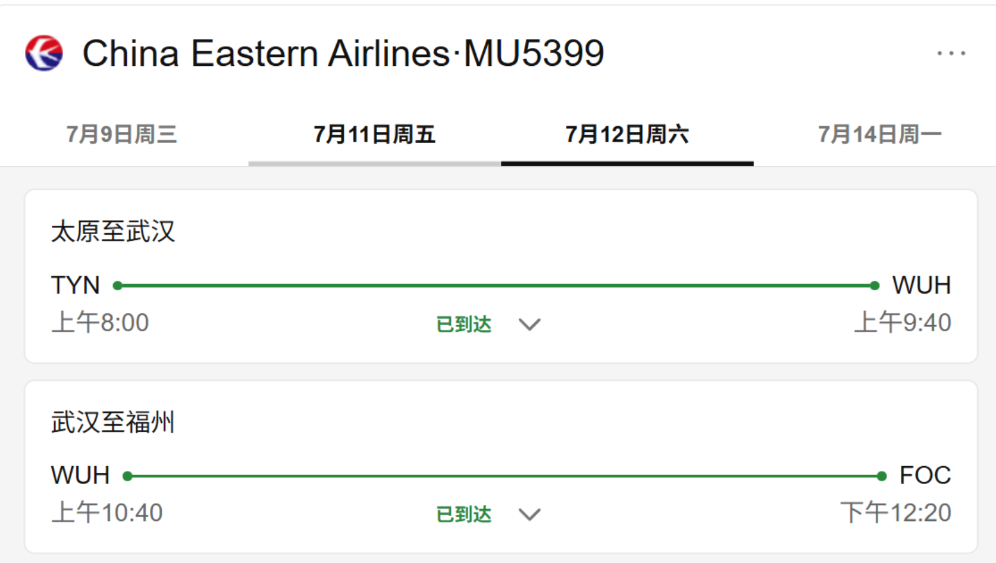 China Eastern Airlines·MU5399
7月9日周三 7月11日周五 7月12日周六 7月14日周一
太原至武汉
TYN WUH
上午8:00 已到达 上午9:40
武汉至福州
WUH FOC
上午10:40 已到达 下午12:20